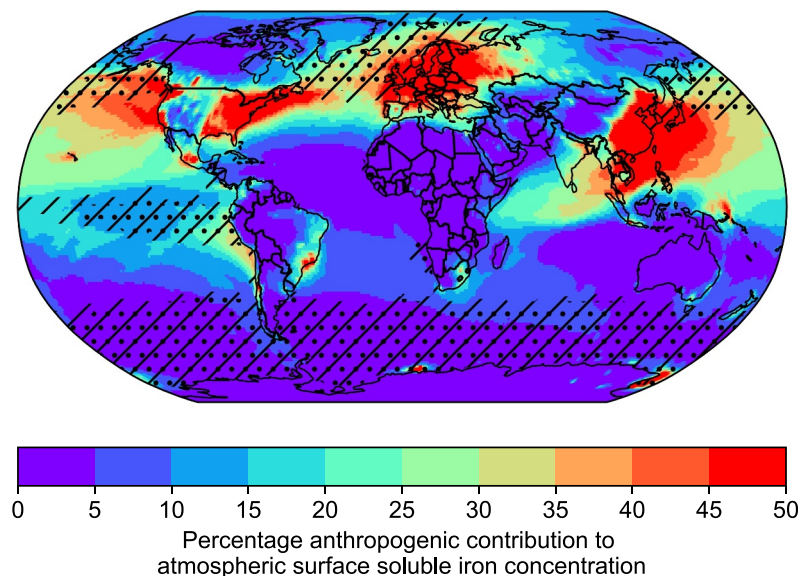 0 5 10 15 20 25 30 35 40 45 50
Percentage anthropogenic contribution to
atmospheric surface soluble iron concentration